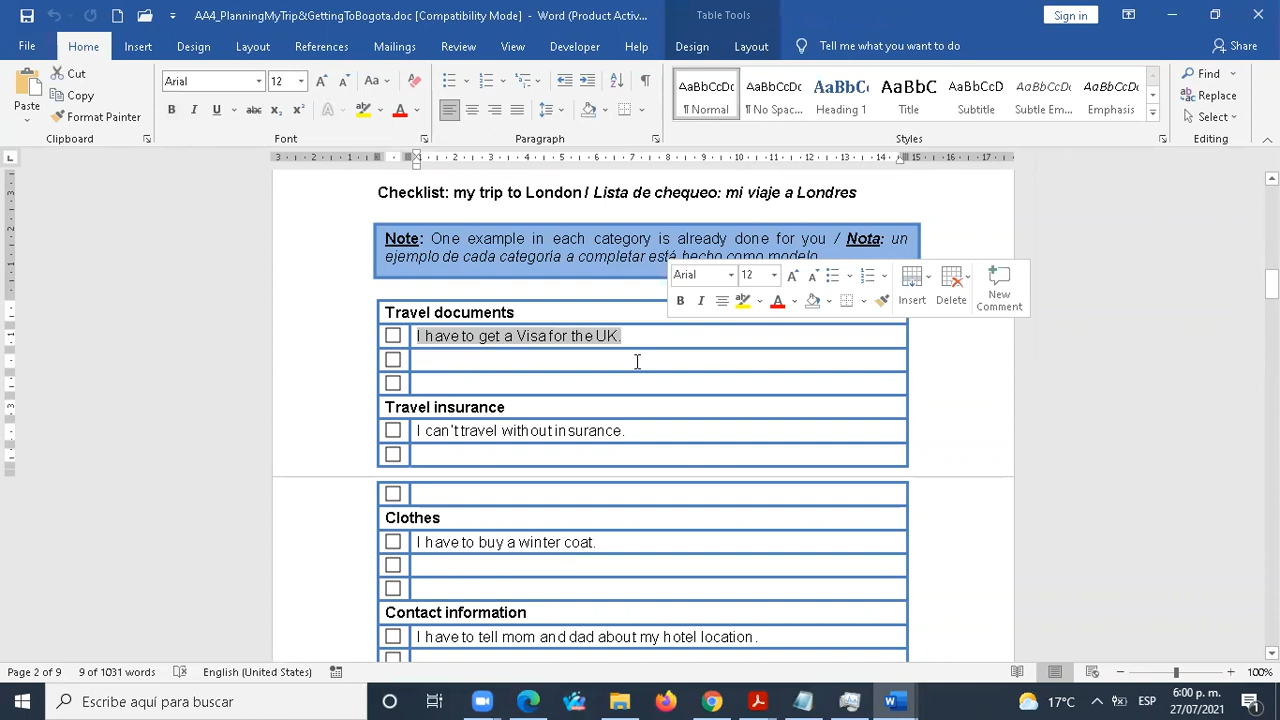 AA4_PlanningMyTrip&GettingToBogota.doc [Compatibility Mode] - Word (Product Activ...
Table Tools
Sign in
File
Home
Insert
Design
Layout
References
Mailings
Review
View
Developer
Help
Design
Layout
Tell me what you want to do
Share
Paste
Cut
Copy
Format Painter
Clipboard
Arial
12
Font
Paragraph
AaBbCcDc
¶ Normal
AaBbCcDc
¶ No Spac...
AaBbC
Heading 1
AaBbCc
Title
AaBbCcD
Subtitle
AaBbCcDc
Subtle Em...
AaBbCcDc
Emphasis
Styles
Find
Replace
Select
Editing
Checklist: my trip to London / Lista de chequeo: mi viaje a Londres
Note: One example in each category is already done for you / Nota: un
ejemplo de cada categoría a completar está hecho como modelo.
Arial
12
Insert
Delete
New Comment
Travel documents
I have to get a Visa for the UK.
Travel insurance
I can't travel without insurance.
Clothes
I have to buy a winter coat.
Contact information
I have to tell mom and dad about my hotel location.
Page 2 of 9
9 of 1031 words
English (United States)
100%
Escribe aquí para buscar
17°C
ESP
6:00 p. m.
27/07/2021
1